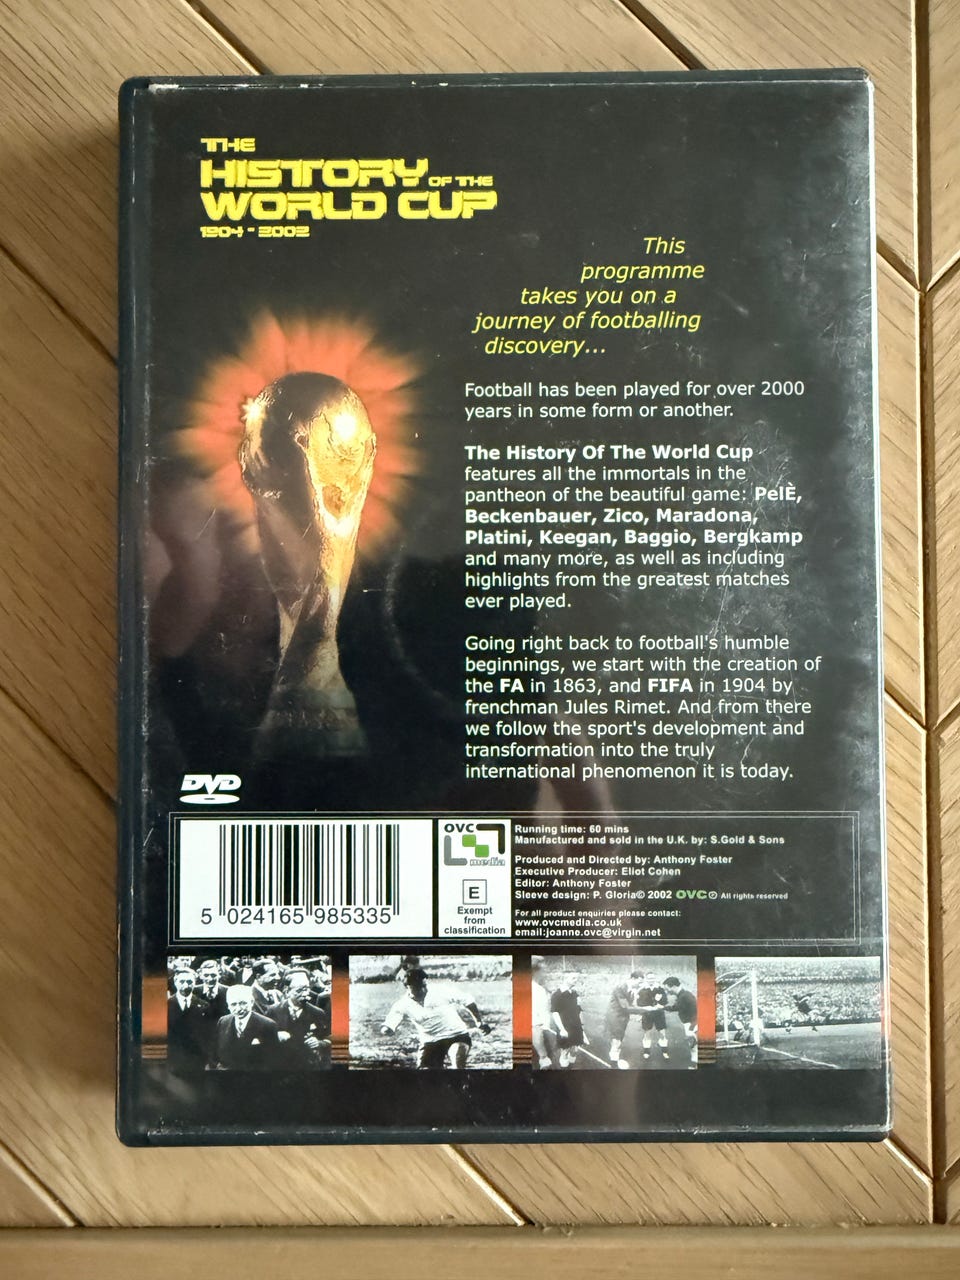 THE
HISTORY OF THE
WORLD CUP
1904 - 2002
This
programme
takes you on a
journey of footballing
discovery...
Football has been played for over 2000
years in some form or another.
The History Of The World Cup
features all the immortals in the
pantheon of the beautiful game: PelÈ,
Beckenbauer, Zico, Maradona,
Platini, Keegan, Baggio, Bergkamp
and many more, as well as including
highlights from the greatest matches
ever played.
Going right back to football's humble
beginnings, we start with the creation of
the FA in 1863, and FIFA in 1904 by
frenchman Jules Rimet. And from there
we follow the sport's development and
transformation into the truly
international phenomenon it is today.
DVD
5 024165 985335
OVC
media
E
Exempt
from
classification
Running time: 60 mins
Manufactured and sold in the U.K. by: S.Gold & Sons
Produced and Directed by: Anthony Foster
Executive Producer: Eliot Cohen
Editor: Anthony Foster
Sleeve design: P. Gloria© 2002 OVC℗ All rights reserved
For all product enquiries please contact:
www.ovcmedia.co.uk
email:joanne.ovc@virgin.net